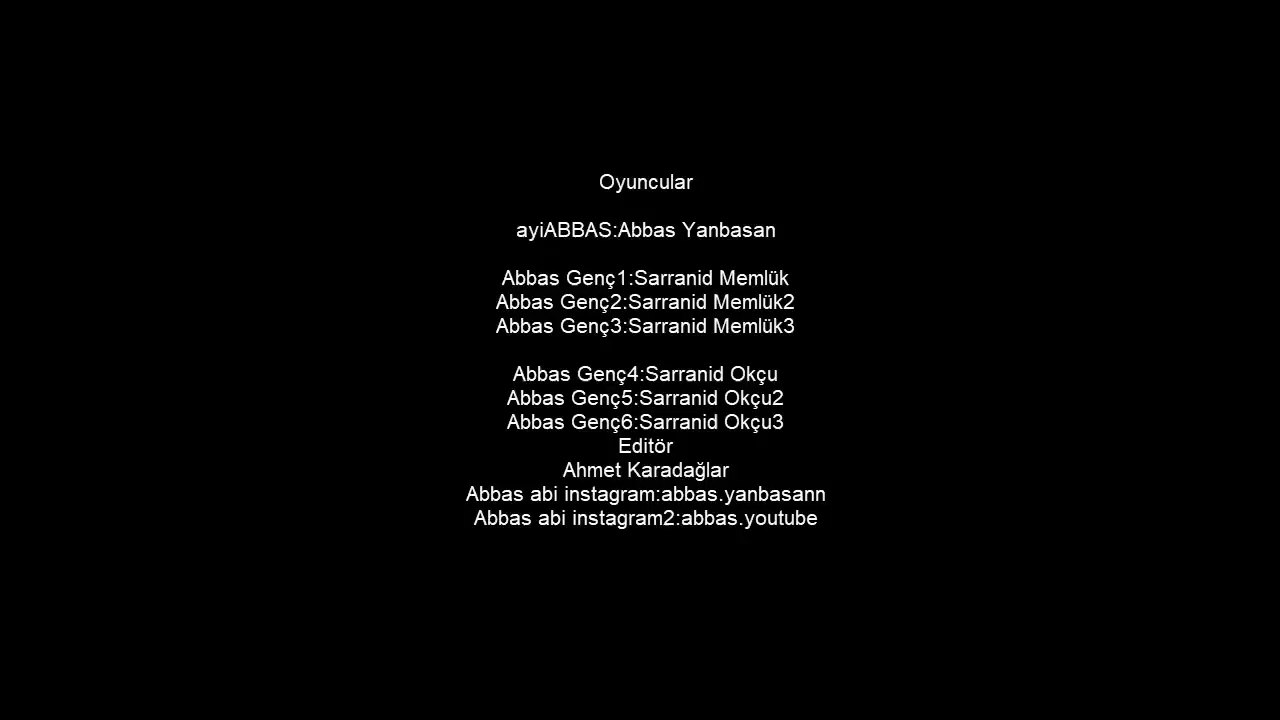 Oyuncular
ayiABBAS:Abbas Yanbasan
Abbas Genç1:Sarranid Memlük
Abbas Genç2:Sarranid Memlük2
Abbas Genç3:Sarranid Memlük3
Abbas Genç4:Sarranid Okçu
Abbas Genç5:Sarranid Okçu2
Abbas Genç6:Sarranid Okçu3
Editör
Ahmet Karadağlar
Abbas abi instagram:abbas.yanbasann
Abbas abi instagram2:abbas.youtube